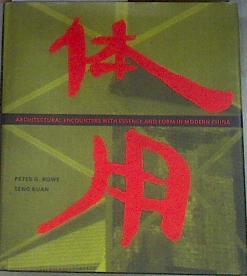 体
ARCHITECTURAL ENCOUNTERS WITH ESSENCE AND FORM IN MODERN CHINA
用
PETER G. ROWE
SENG KUAN